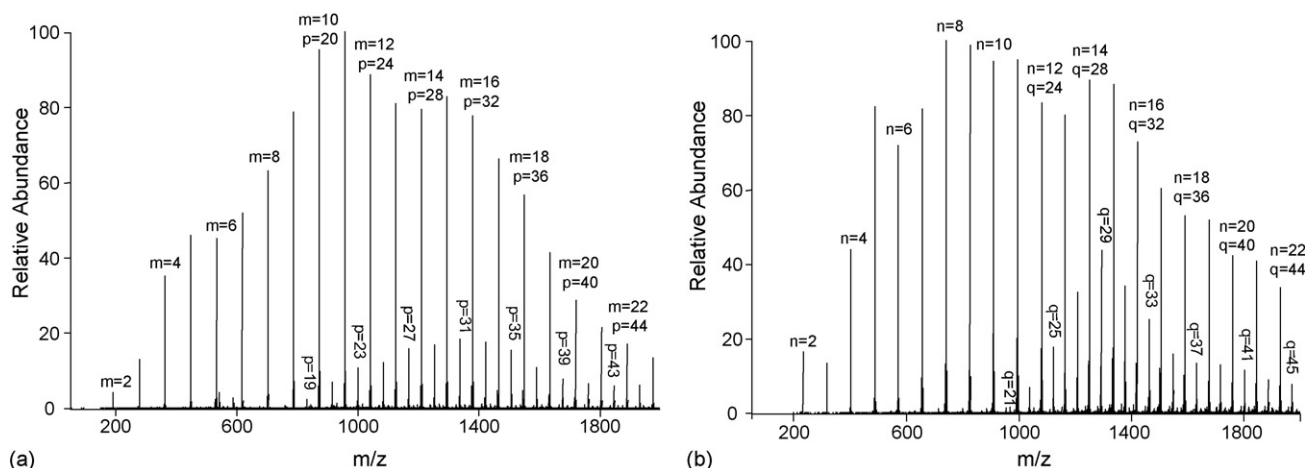 100
80
60
40
20
0
Relative Abundance
m=2
m=4
m=6
m=8
m=10
p=20
m=12
p=24
m=14
p=28
m=16
p=32
m=18
p=36
m=20
p=40
m=22
p=44
p=19
p=23
p=27
p=31
p=35
p=39
p=43
200 600 1000 1400 1800
m/z
(a)
100
80
60
40
20
0
Relative Abundance
n=2
n=4
n=6
n=8
n=10
n=12
q=24
n=14
q=28
n=16
q=32
n=18
q=36
n=20
q=40
n=22
q=44
q=21
q=25
q=29
q=33
q=37
q=41
q=45
200 600 1000 1400 1800
m/z
(b)